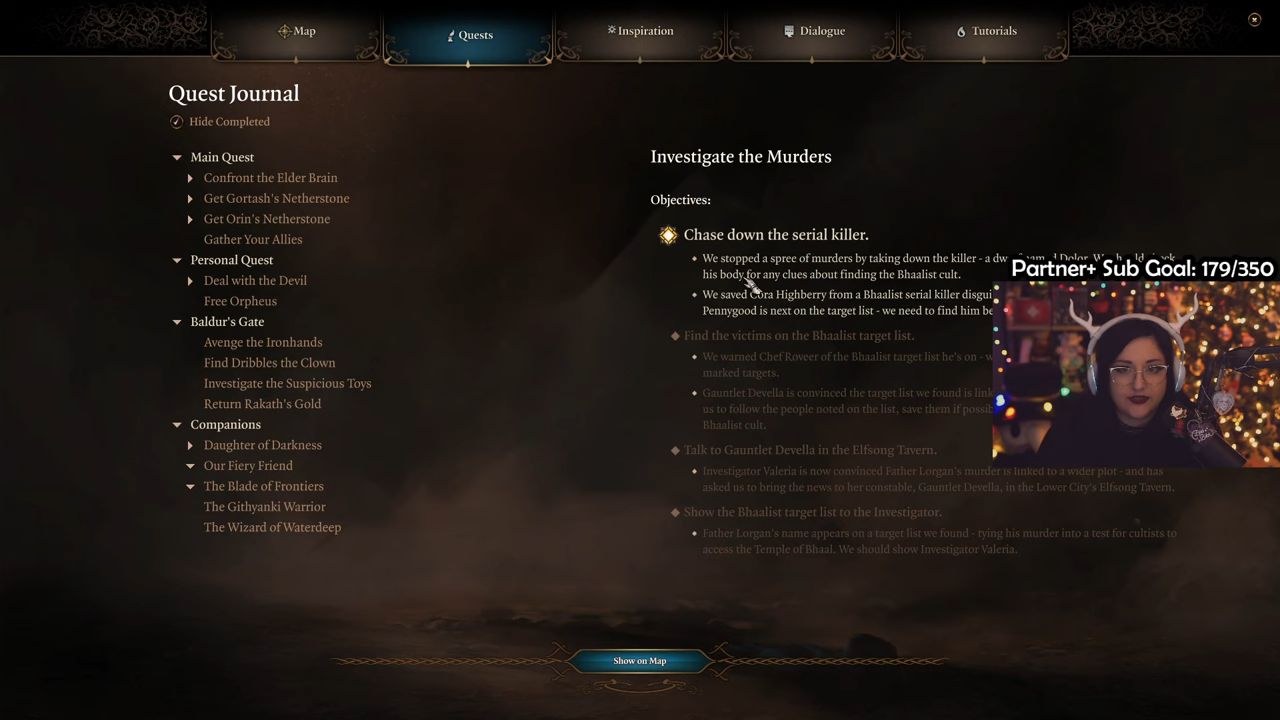 Map
Quests
Inspiration
Dialogue
Tutorials
Quest Journal
Hide Completed
Main Quest
Confront the Elder Brain
Get Gortash's Netherstone
Get Orin's Netherstone
Gather Your Allies
Personal Quest
Deal with the Devil
Free Orpheus
Baldur's Gate
Avenge the Ironhands
Find Dribbles the Clown
Investigate the Suspicious Toys
Return Rakath's Gold
Companions
Daughter of Darkness
Our Fiery Friend
The Blade of Frontiers
The Githyanki Warrior
The Wizard of Waterdeep
Investigate the Murders
Objectives:
Chase down the serial killer.
We stopped a spree of murders by taking down the killer - a
his body for any clues about finding the Bhaalist cult.
We saved Cora Highberry from a Bhaalist serial killer
Pennygood is next on the target list - we need to find him
Find the victims on the Bhaalist target list.
We warned Chef Roveer of the Bhaalist target list he's on -
marked targets.
Gauntlet Devella is convinced the target list we found is
us to follow the people noted on the list, save them if
Bhaalist cult.
Talk to Gauntlet Devella in the Elfsong Tavern.
Investigator Valeria is now convinced Father Lorgan's murder is linked to a wider plot - and has
asked us to bring the news to her constable, Gauntlet Devella, in the Lower City's Elfsong Tavern.
Show the Bhaalist target list to the Investigator.
Father Lorgan's name appears on a target list we found - tying his murder into a test for cultists to
access the Temple of Bhaal. We should show Investigator Valeria.
Partner+ Sub Goal: 179/350
Show on Map